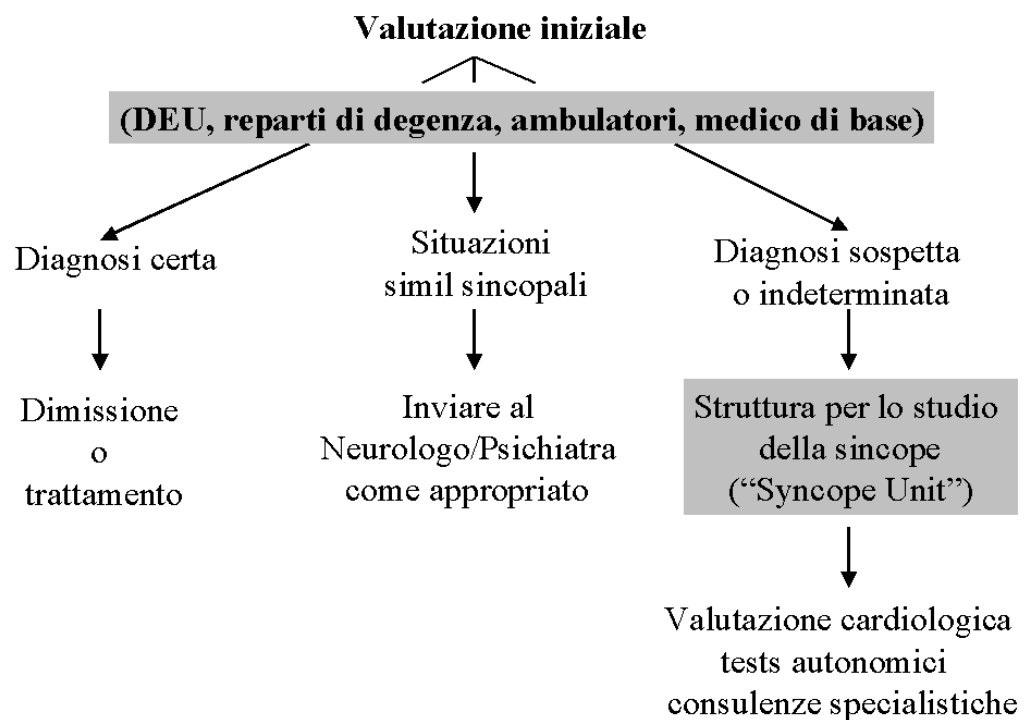 Valutazione iniziale
(DEU, reparti di degenza, ambulatori, medico di base)
Diagnosi certa
Situazioni
simil sincopali
Diagnosi sospetta
o indeterminata
Dimissione
o
trattamento
Inviare al
Neurologo/Psichiatra
come appropriato
Struttura per lo studio
della sincope
(“Syncope Unit”)
Valutazione cardiologica
tests autonomici
consulenze specialistiche